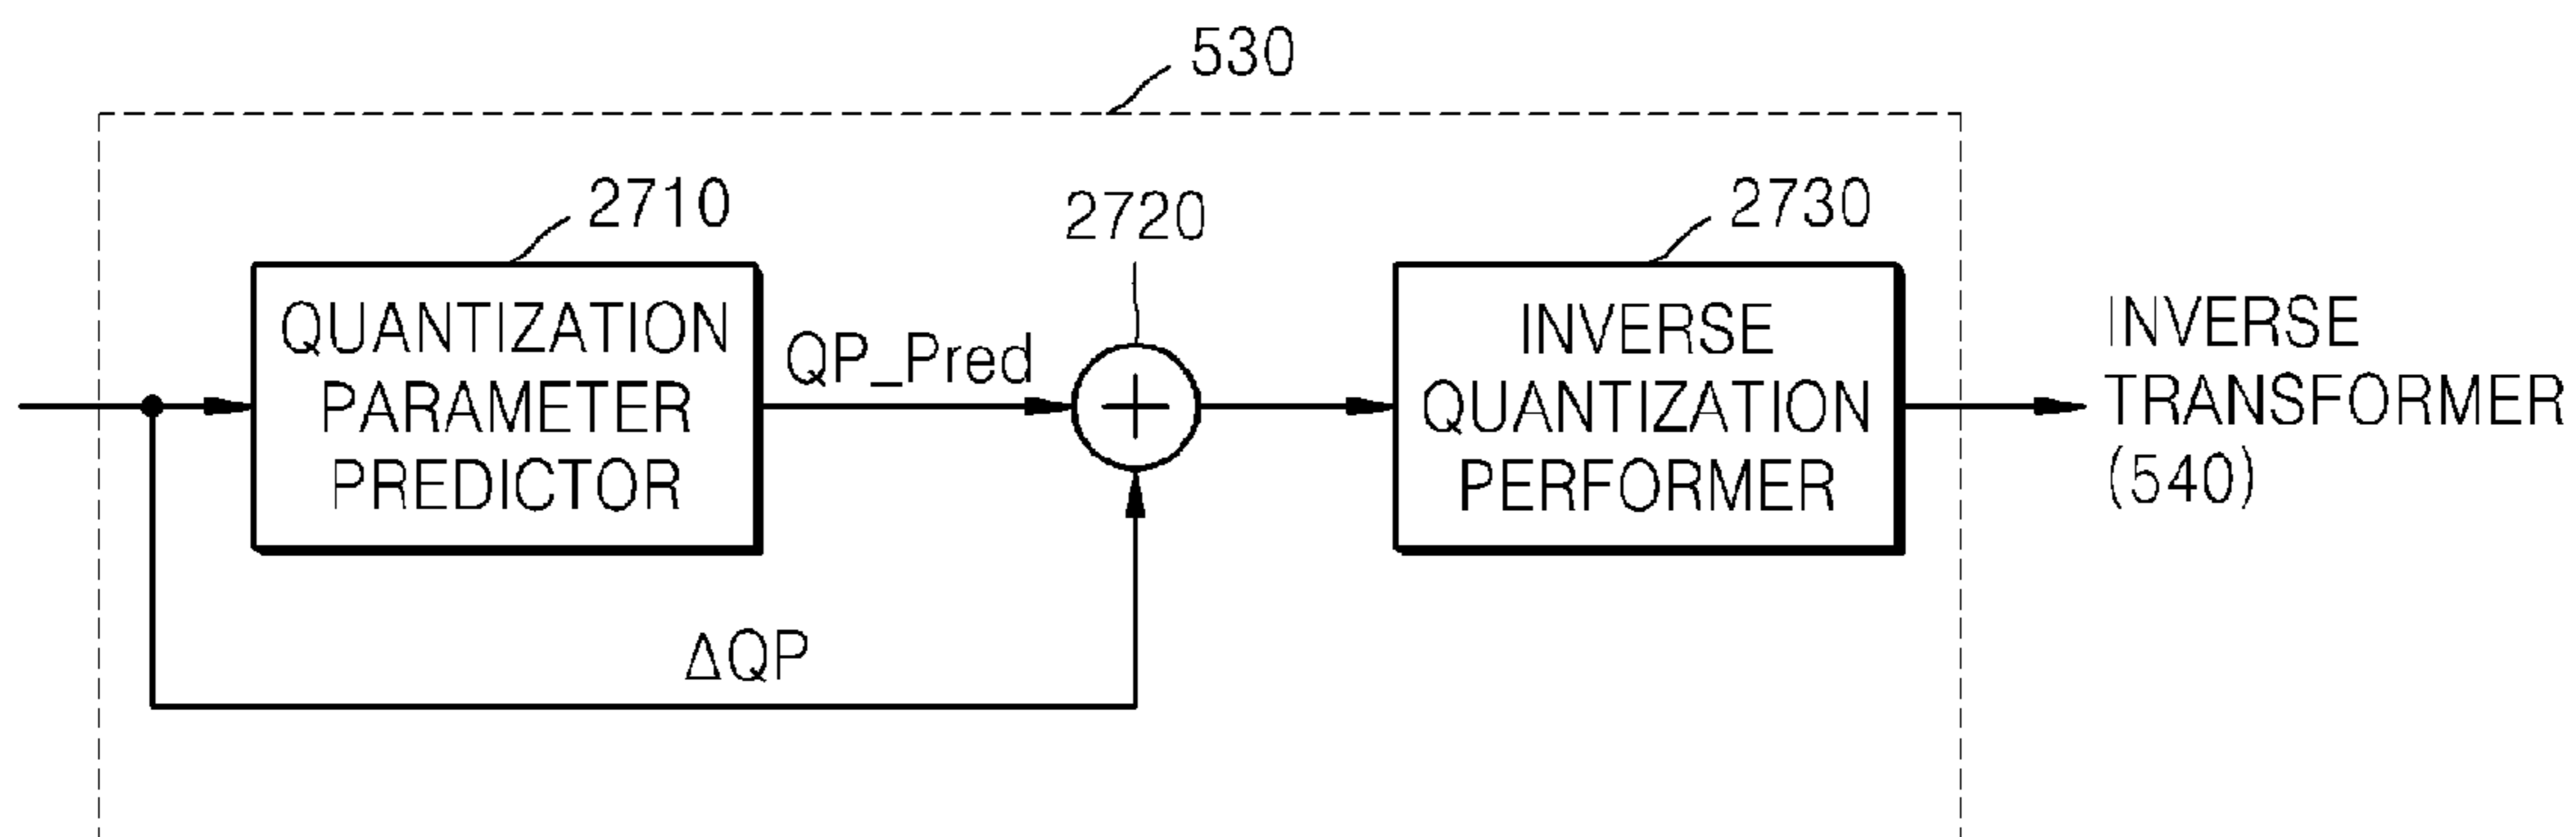 530
2710
2720
2730
QUANTIZATION
PARAMETER
PREDICTOR
QP_Pred
+
INVERSE
QUANTIZATION
PERFORMER
INVERSE
TRANSFORMER
(540)
ΔQP